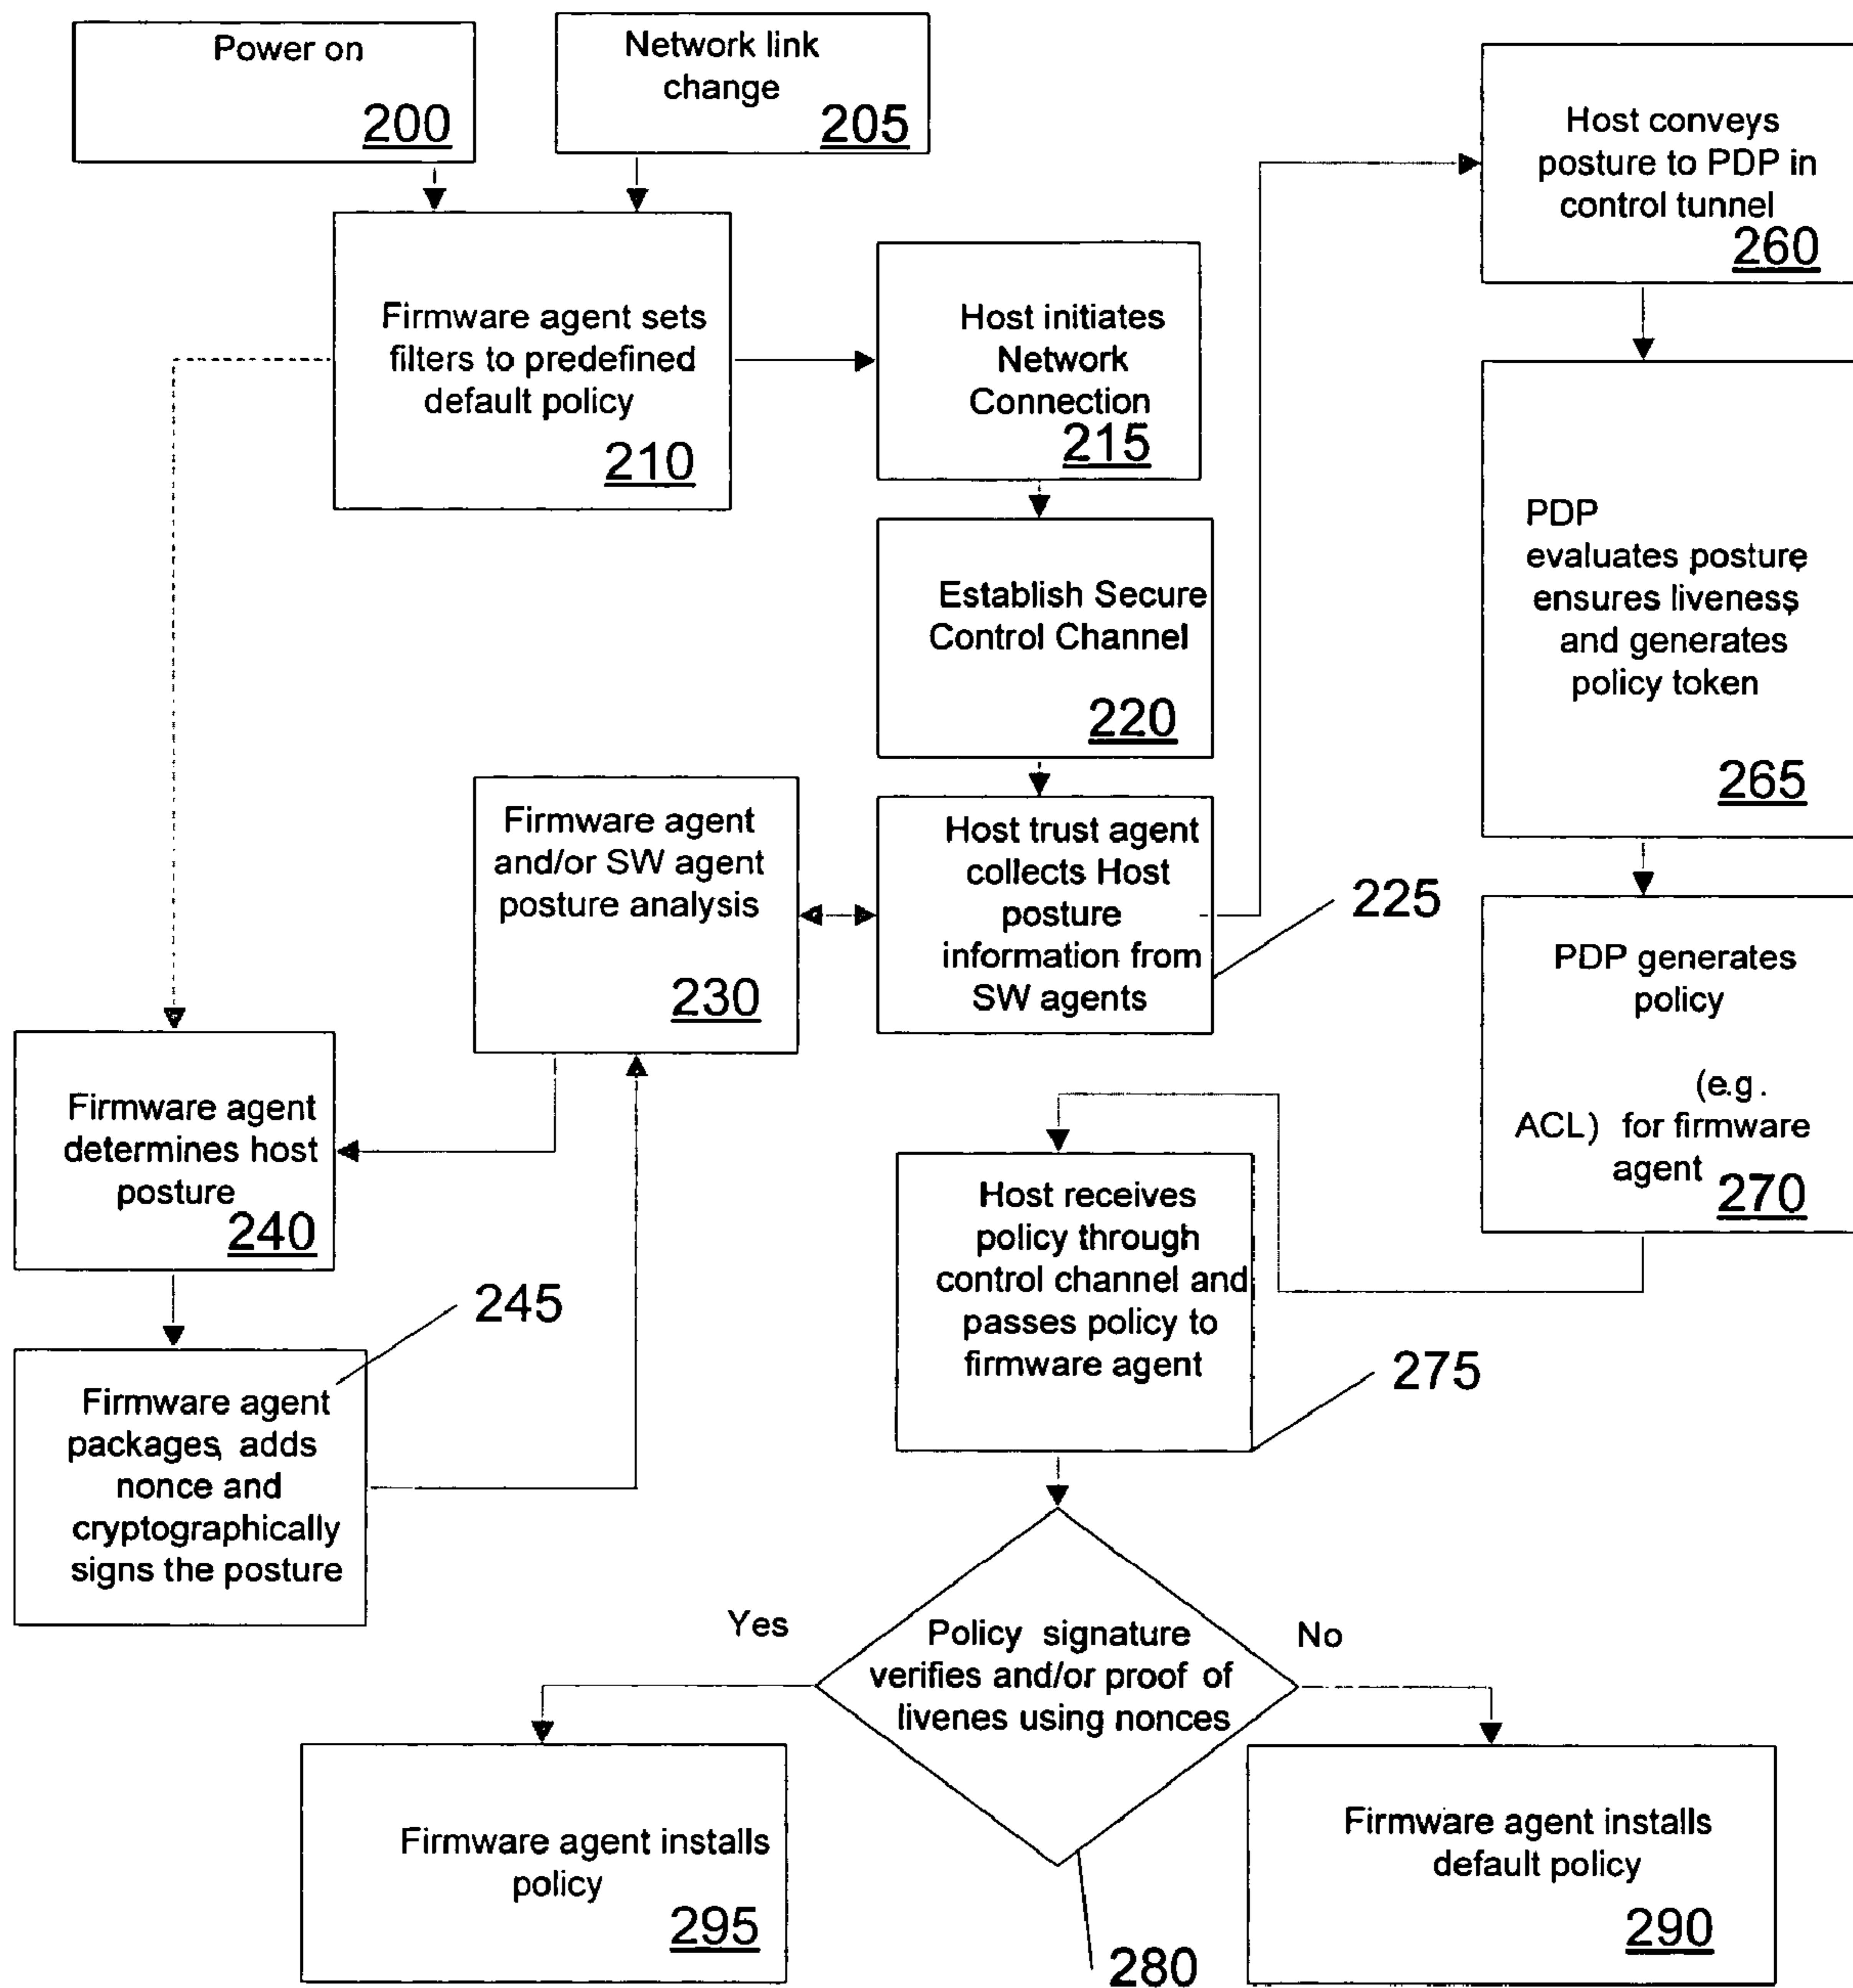 Power on
200
Network link
change
205
Firmware agent sets
filters to predefined
default policy
210
Host initiates
Network
Connection
215
Establish Secure
Control Channel
220
Host trust agent
collects Host
posture
information from
SW agents
225
Firmware agent
and/or SW agent
posture analysis
230
Firmware agent
determines host
posture
240
245
Firmware agent
packages, adds
nonce and
cryptographically
signs the posture
Host conveys
posture to PDP in
control tunnel
260
PDP
evaluates posture
ensures liveness
and generates
policy token
265
PDP generates
policy
(e.g.
ACL) for firmware
agent
270
Host receives
policy through
control channel and
passes policy to
firmware agent
275
Yes
Policy signature
verifies and/or proof of
livenes using nonces
No
280
Firmware agent installs
policy
295
Firmware agent installs
default policy
290